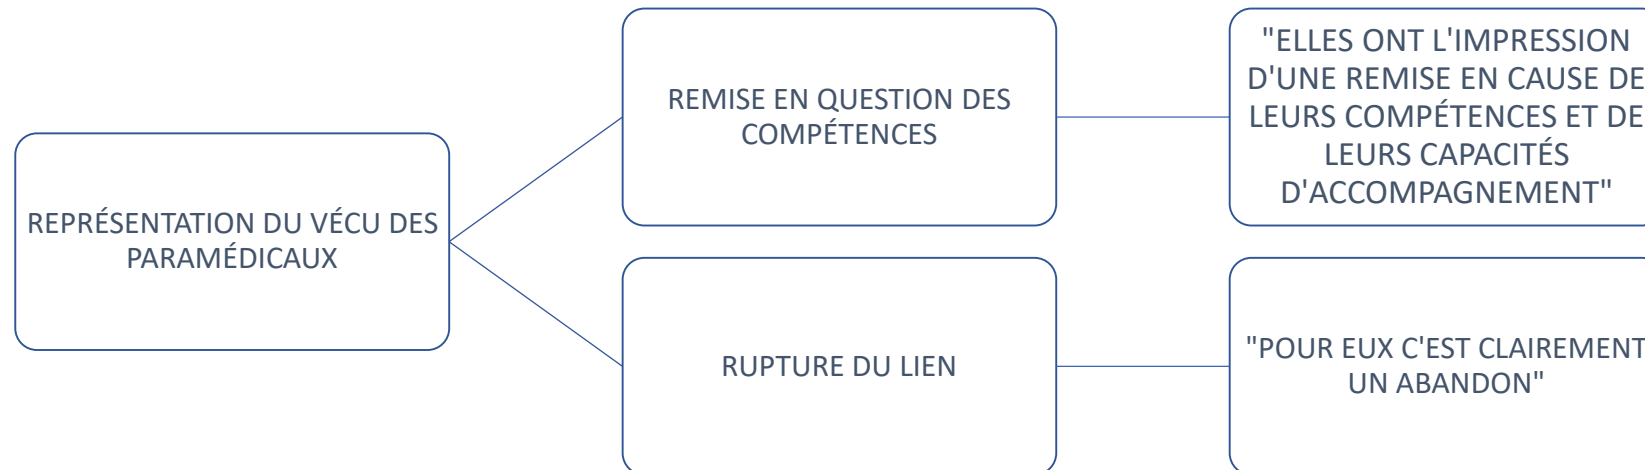 REPRÉSENTATION DU VÉCU DES
PARAMÉDICAUX
REMISE EN QUESTION DES
COMPÉTENCES
"ELLES ONT L'IMPRESSION
D'UNE REMISE EN CAUSE DE
LEURS COMPÉTENCES ET DE
LEURS CAPACITÉS
D'ACCOMPAGNEMENT"
RUPTURE DU LIEN
"POUR EUX C'EST CLAIREMENT
UN ABANDON"